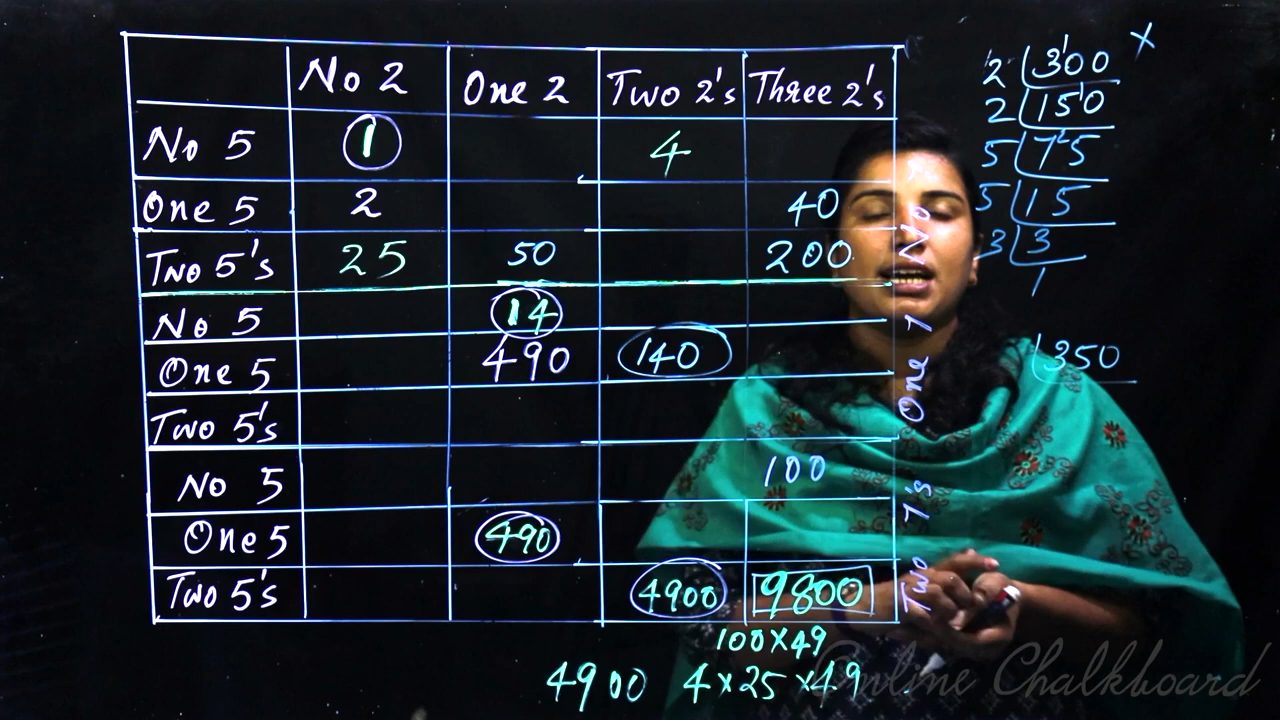 No 2 One 2 Two 2's Three 2's
No 5 1 4
One 5 2 40
Two 5's 25 50 200
No 5 14
One 5 490 140
Two 5's
No 5 100
One 5 490
Two 5's 4900 9800
No 7
One 7
Two 7's
100×49
4900 4×25×49
2 300 X
2 150
5 75
5 15
3 3
1
350
Online Chalkboard